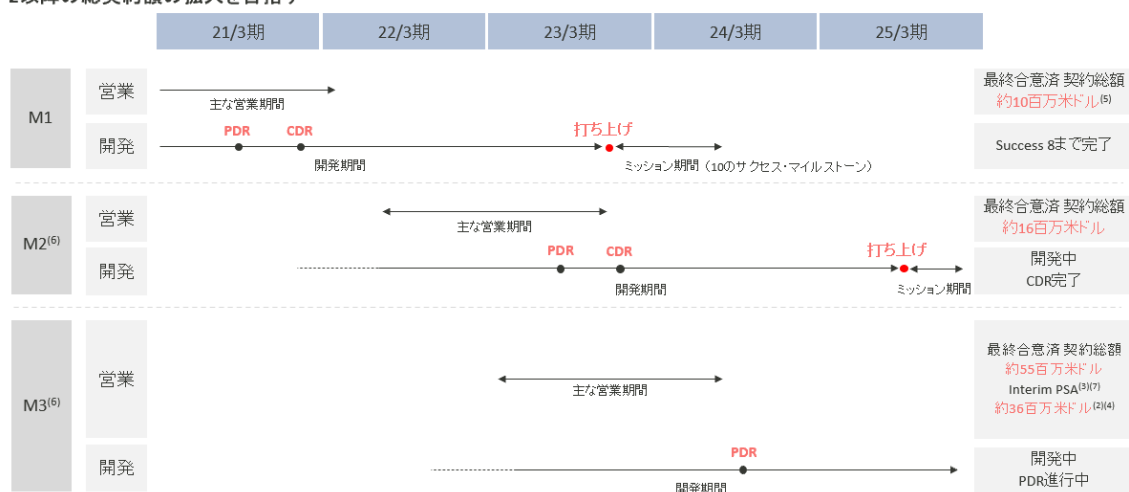 21/3期 22/3期 23/3期 24/3期 25/3期
M1
営業
主な営業期間
最終合意済 契約総額
約10百万米ドル(5)
開発
PDR CDR 打ち上げ
開発期間
ミッション期間 (10のサクセス・マイルストーン)
Success 8まで完了
M2(6)
営業
主な営業期間
最終合意済 契約総額
約16百万米ドル
開発
PDR CDR 打ち上げ
開発期間
ミッション期間
開発中
CDR完了
M3(6)
営業
主な営業期間
最終合意済 契約総額
約55百万米ドル
Interim PSA(3)(7)
約36百万米ドル(2)(4)
開発
PDR
開発期間
開発中
PDR進行中